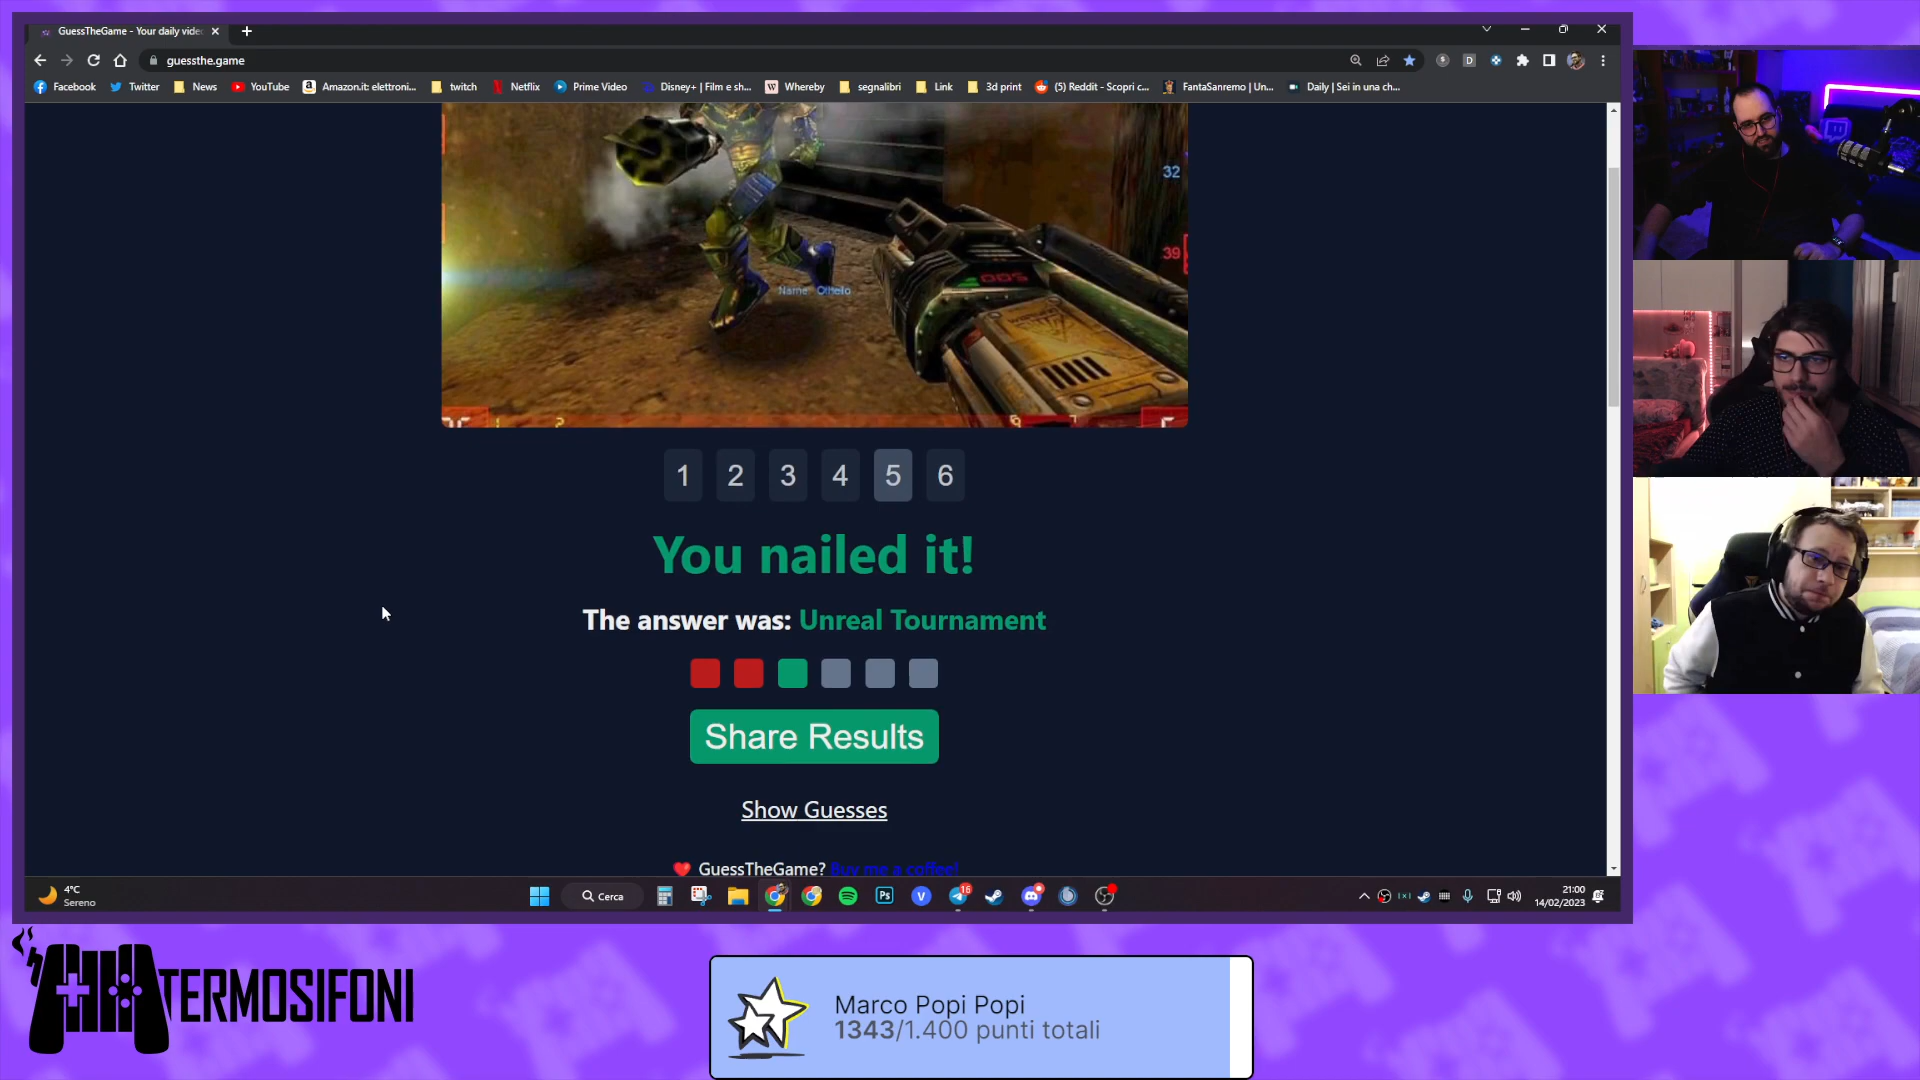 GuessTheGame - Your daily vide
guessthe.game
Facebook Twitter News YouTube Amazon.it: elettroni... twitch Netflix Prime Video Disney+ | Film e sh... Whereby segnalibri Link 3d print (5) Reddit - Scopri c... FantaSanremo | Un... Daily | Sei in una ch...
32
39
Name: Othello
1 2 3 4 5 6
You nailed it!
The answer was: Unreal Tournament
Share Results
Show Guesses
GuessTheGame? Buy me a coffee!
4°C
Sereno
Cerca
16
21:00
14/02/2023
TERMOSIFONI
Marco Popi Popi
1343/1.400 punti totali